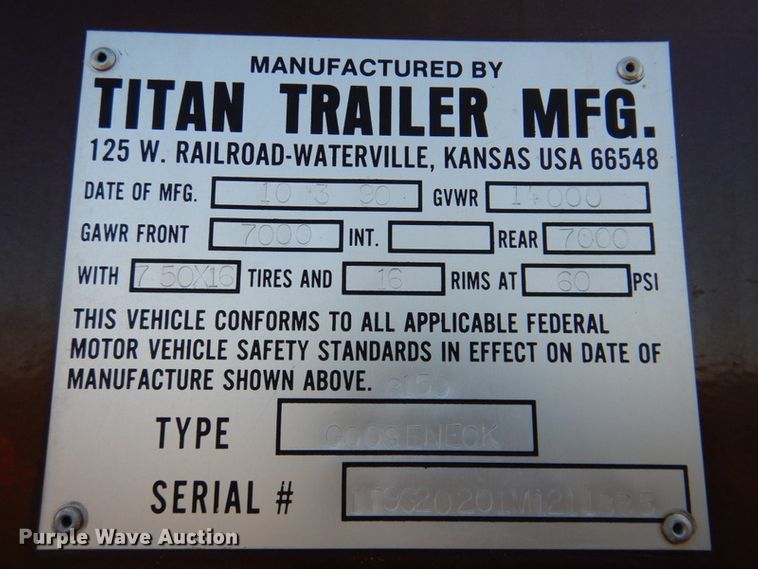 MANUFACTURED BY
TITAN TRAILER MFG.
125 W. RAILROAD-WATERVILLE, KANSAS USA 66548
DATE OF MFG. 10 3 90 GVWR 14000
GAWR FRONT 7000 INT. REAR 7000
WITH 7 50X16 TIRES AND 16 RIMS AT 60 PSI
THIS VEHICLE CONFORMS TO ALL APPLICABLE FEDERAL
MOTOR VEHICLE SAFETY STANDARDS IN EFFECT ON DATE OF
MANUFACTURE SHOWN ABOVE.
TYPE GOOSENECK
SERIAL #
Purple Wave Auction